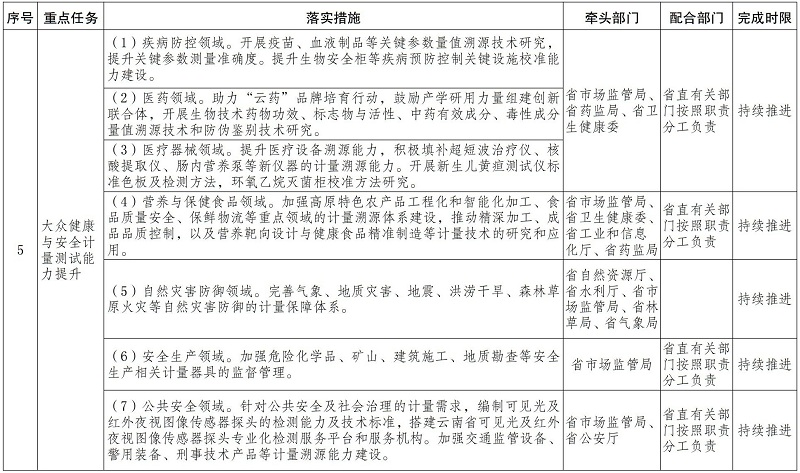 序号 重点任务 落实措施 牵头部门 配合部门 完成时限
5
大众健康
与安全计
量测试能
力提升
（1）疾病防控领域。开展疫苗、血液制品等关键参数量值溯源技术研究，
提升关键参数测量准确度。提升生物安全柜等疾病预防控制关键设施校准能
力建设。
（2）医药领域。助力“云药”品牌培育行动，鼓励产学研用力量组建创新
联合体，开展生物技术药物功效、标志物与活性、中药有效成分、毒性成分
量值溯源技术和防伪鉴别技术研究。
（3）医疗器械领域。提升医疗设备溯源能力，积极填补超短波治疗仪、核
酸提取仪、肠内营养泵等新仪器的计量溯源能力。开展新生儿黄疸测试仪标
准色板及检测方法，环氧乙烷灭菌柜校准方法研究。
省市场监管局、
省药监局、省卫
生健康委
省直有关部
门按照职责
分工负责
持续推进
（4）营养与保健食品领域。加强高原特色农产品工程化和智能化加工、食
品质量安全、保鲜物流等重点领域的计量溯源体系建设，推动精深加工、成
品品质控制，以及营养靶向设计与健康食品精准制造等计量技术的研究和应
用。
省市场监管局、
省卫生健康委、
省工业和信息
化厅、省药监局
省直有关部
门按照职责
分工负责
持续推进
（5）自然灾害防御领域。完善气象、地质灾害、地震、洪涝干旱、森林草
原火灾等自然灾害防御的计量保障体系。
省自然资源厅、
省水利厅、省市
场监管局、省林
草局、省气象局
持续推进
（6）安全生产领域。加强危险化学品、矿山、建筑施工、地质勘查等安全
生产相关计量器具的监督管理。
省市场监管局
省直有关部
门按照职责
分工负责
持续推进
（7）公共安全领域。针对公共安全及社会治理的计量需求，编制可见光及
红外夜视图像传感器探头的检测能力及技术标准，搭建云南省可见光及红外
夜视图像传感器探头专业化检测服务平台和服务机构。加强交通监管设备、
警用装备、刑事技术产品等计量溯源能力建设。
省市场监管局、
省公安厅
省直有关部
门按照职责
分工负责
持续推进